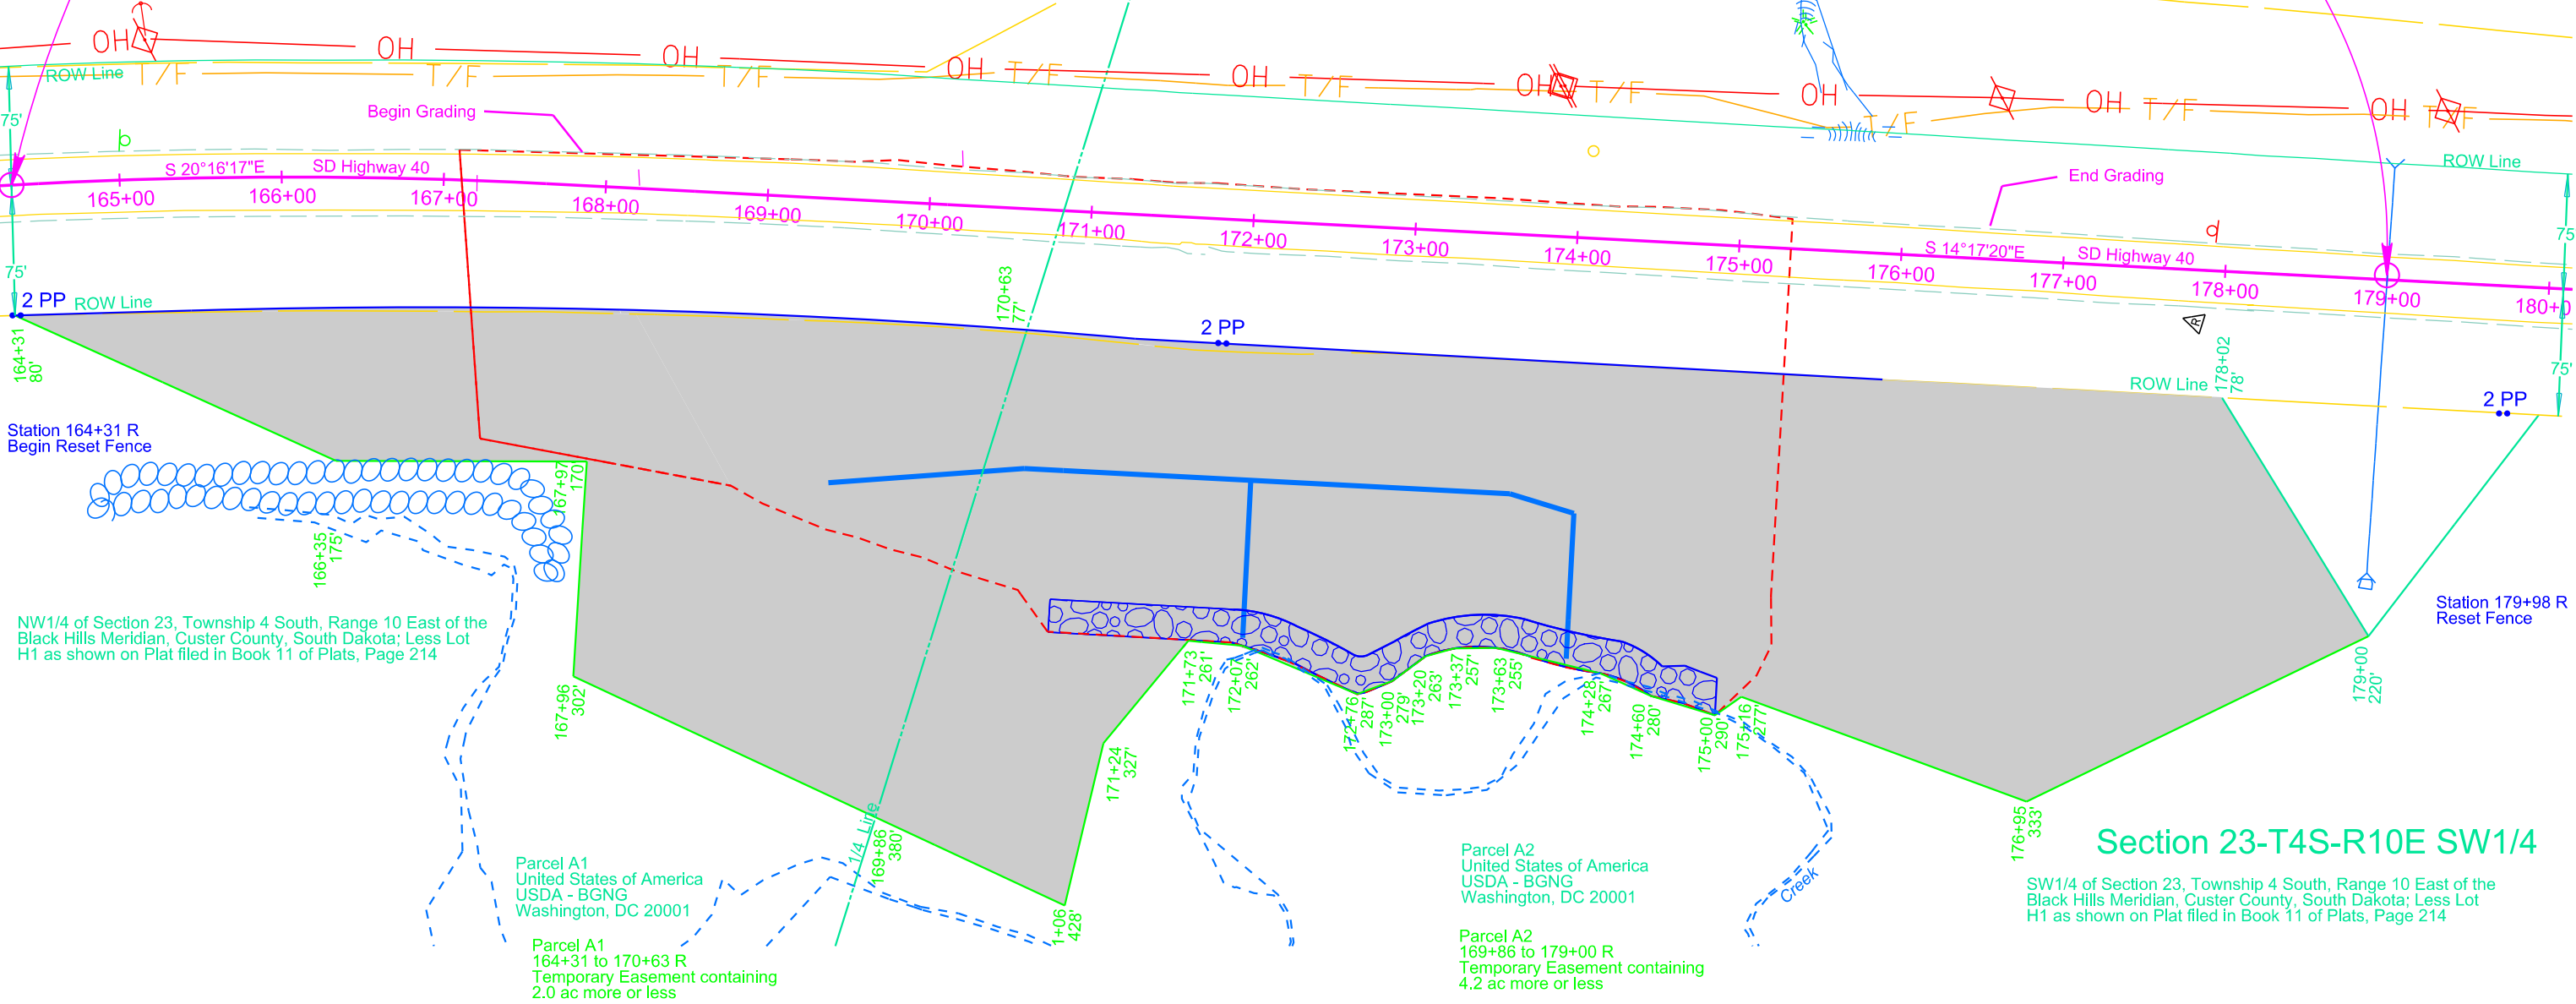 OH OH OH OH OH OH OH OH OH
T/F T/F T/F T/F T/F T/F T/F T/F T/F
ROW Line
75'
Begin Grading
b
S 20°16'17"E
SD Highway 40
165+00
166+00
167+00
168+00
169+00
170+00
171+00
172+00
173+00
174+00
175+00
S 14°17'20"E
SD Highway 40
176+00
177+00
178+00
179+00
End Grading
q
ROW Line
75'
75'
2 PP
ROW Line
164+31
80'
170+63
77'
2 PP
R
ROW Line
178+02
78'
2 PP
75'
Station 164+31 R
Begin Reset Fence
166+35
175'
167+97
170'
167+96
302'
NW1/4 of Section 23, Township 4 South, Range 10 East of the
Black Hills Meridian, Custer County, South Dakota; Less Lot
H1 as shown on Plat filed in Book 11 of Plats, Page 214
1/4 Line
169+86
380'
1+06
428'
171+24
327'
171+73
261'
172+07
262'
172+76
287'
173+00
279'
173+20
263'
173+37
257'
173+63
255'
174+28
267'
174+60
280'
175+00
290'
175+16
277'
176+95
333'
179+00
220'
Station 179+98 R
Reset Fence
Creek
Parcel A1
United States of America
USDA - BGNG
Washington, DC 20001
Parcel A1
164+31 to 170+63 R
Temporary Easement containing
2.0 ac more or less
Parcel A2
United States of America
USDA - BGNG
Washington, DC 20001
Parcel A2
169+86 to 179+00 R
Temporary Easement containing
4.2 ac more or less
Section 23-T4S-R10E SW1/4
SW1/4 of Section 23, Township 4 South, Range 10 East of the
Black Hills Meridian, Custer County, South Dakota; Less Lot
H1 as shown on Plat filed in Book 11 of Plats, Page 214